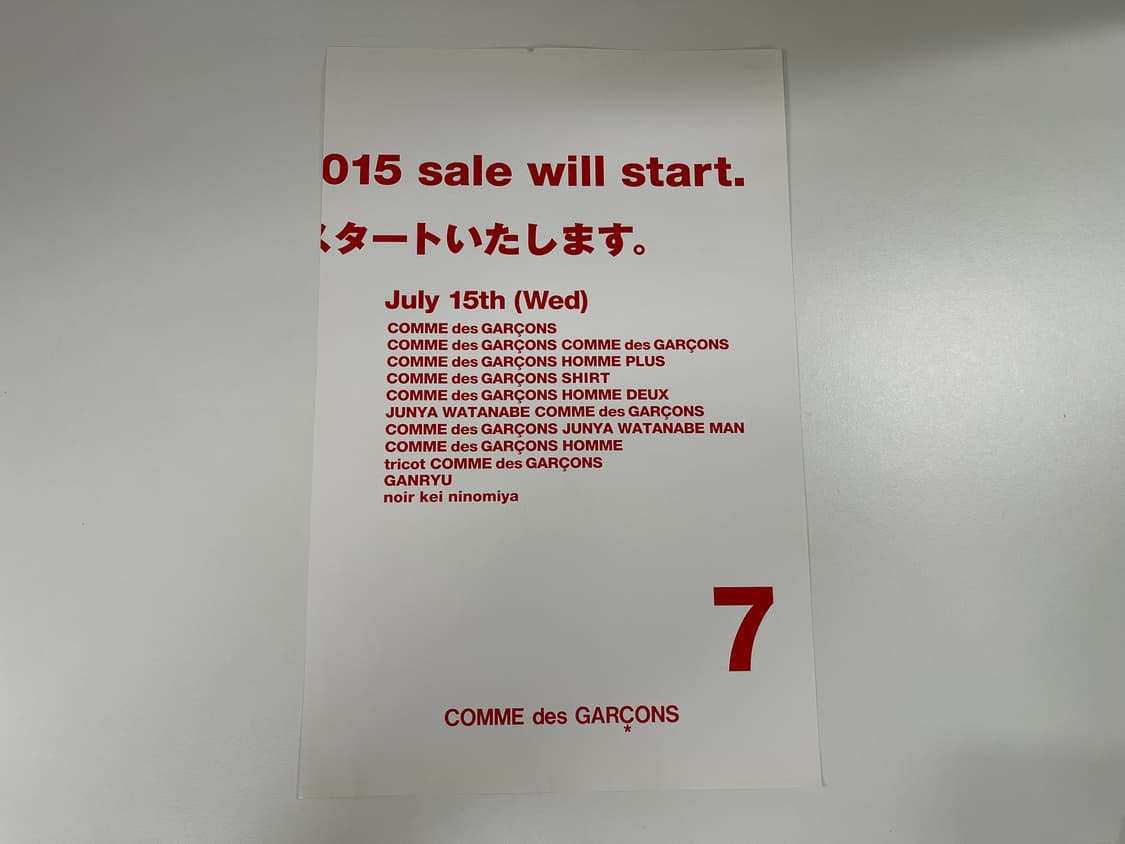 015 sale will start.
スタートいたします。
July 15th (Wed)
COMME des GARÇONS
COMME des GARÇONS COMME des GARÇONS
COMME des GARÇONS HOMME PLUS
COMME des GARÇONS SHIRT
COMME des GARÇONS HOMME DEUX
JUNYA WATANABE COMME des GARÇONS
COMME des GARÇONS JUNYA WATANABE MAN
COMME des GARÇONS HOMME
tricot COMME des GARÇONS
GANRYU
noir kei ninomiya
7
COMME des GARÇONS
*